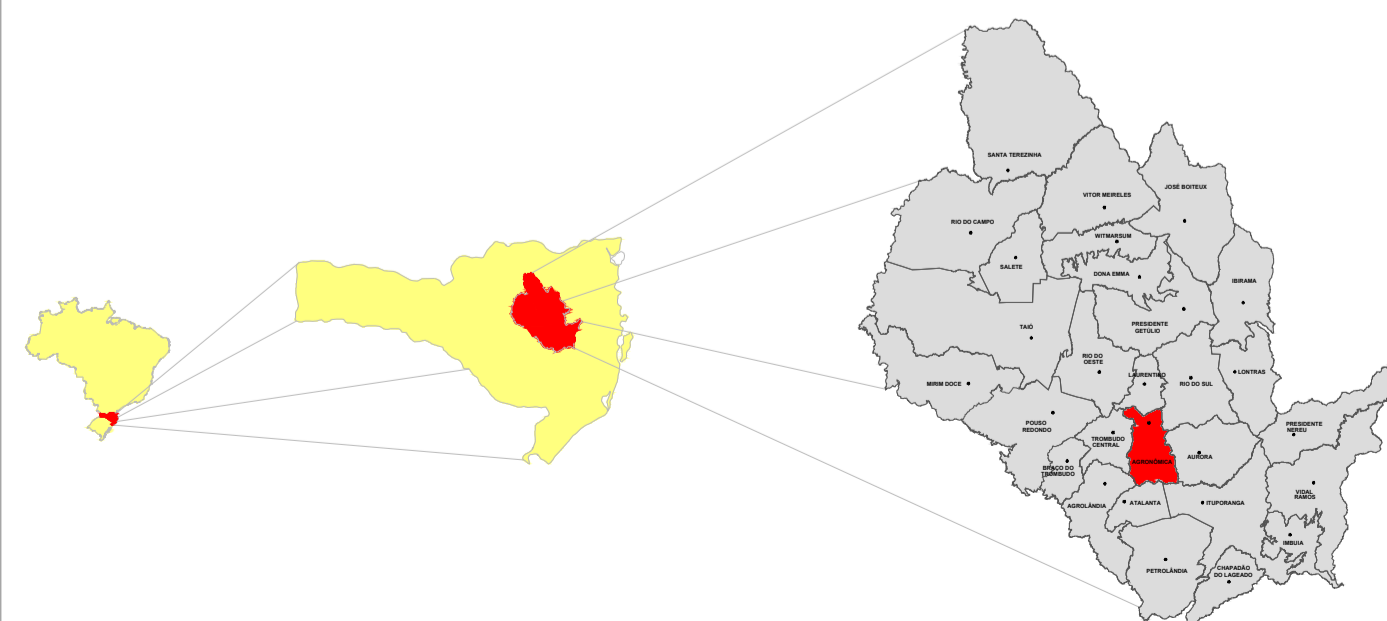 SANTA TEREZINHA
JOSÉ BOITEUX
VITOR MEIRELES
RIO DO CAMPO
WITMARSUM
SALETE
DONA EMMA
IBIRAMA
TAIÓ
PRESIDENTE
GETÚLIO
RIO DO
OESTE
LAURENTINO
RIO DO SUL
LONTRAS
MIRIM DOCE
POUSO
REDONDO
TROMBUDO
CENTRAL
PRESIDENTE
NEREU
AGRONÔMICA
AURORA
BRAÇO DO
TROMBUDO
VIDAL
RAMOS
AGROLÂNDIA
ATALANTA
ITUPORANGA
IMBUIA
PETROLÂNDIA
CHAPADÃO
DO LAGEADO